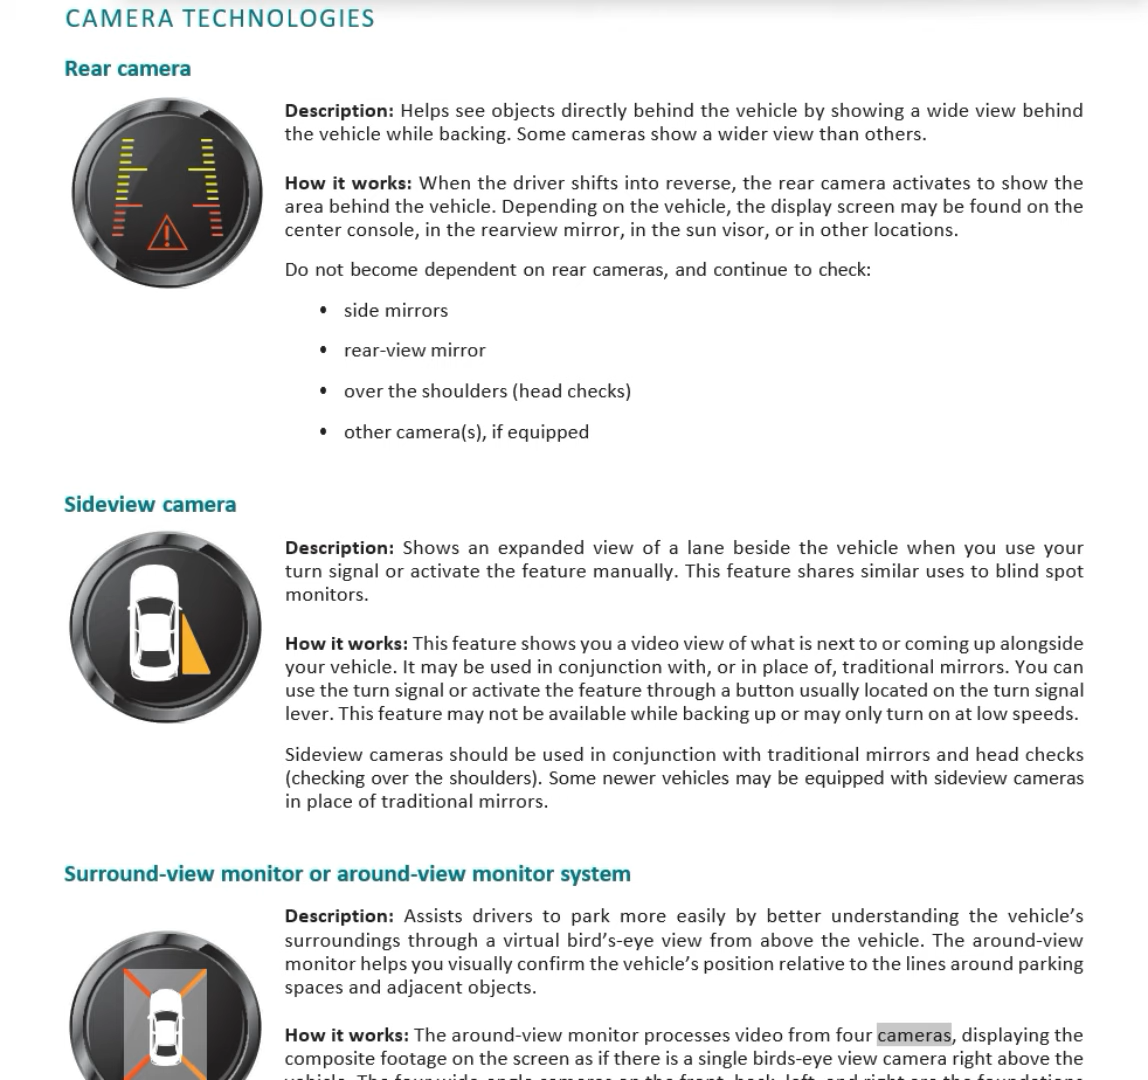 CAMERA TECHNOLOGIES
Rear camera
Description: Helps see objects directly behind the vehicle by showing a wide view behind
the vehicle while backing. Some cameras show a wider view than others.
How it works: When the driver shifts into reverse, the rear camera activates to show the
area behind the vehicle. Depending on the vehicle, the display screen may be found on the
center console, in the rearview mirror, in the sun visor, or in other locations.
Do not become dependent on rear cameras, and continue to check:
• side mirrors
• rear-view mirror
• over the shoulders (head checks)
• other camera(s), if equipped
Sideview camera
Description: Shows an expanded view of a lane beside the vehicle when you use your
turn signal or activate the feature manually. This feature shares similar uses to blind spot
monitors.
How it works: This feature shows you a video view of what is next to or coming up alongside
your vehicle. It may be used in conjunction with, or in place of, traditional mirrors. You can
use the turn signal or activate the feature through a button usually located on the turn signal
lever. This feature may not be available while backing up or may only turn on at low speeds.
Sideview cameras should be used in conjunction with traditional mirrors and head checks
(checking over the shoulders). Some newer vehicles may be equipped with sideview cameras
in place of traditional mirrors.
Surround-view monitor or around-view monitor system
Description: Assists drivers to park more easily by better understanding the vehicle’s
surroundings through a virtual bird’s-eye view from above the vehicle. The around-view
monitor helps you visually confirm the vehicle’s position relative to the lines around parking
spaces and adjacent objects.
How it works: The around-view monitor processes video from four cameras, displaying the
composite footage on the screen as if there is a single birds-eye view camera right above the
vehicle. The four wide-angle cameras on the front, back, left, and right are the foundations